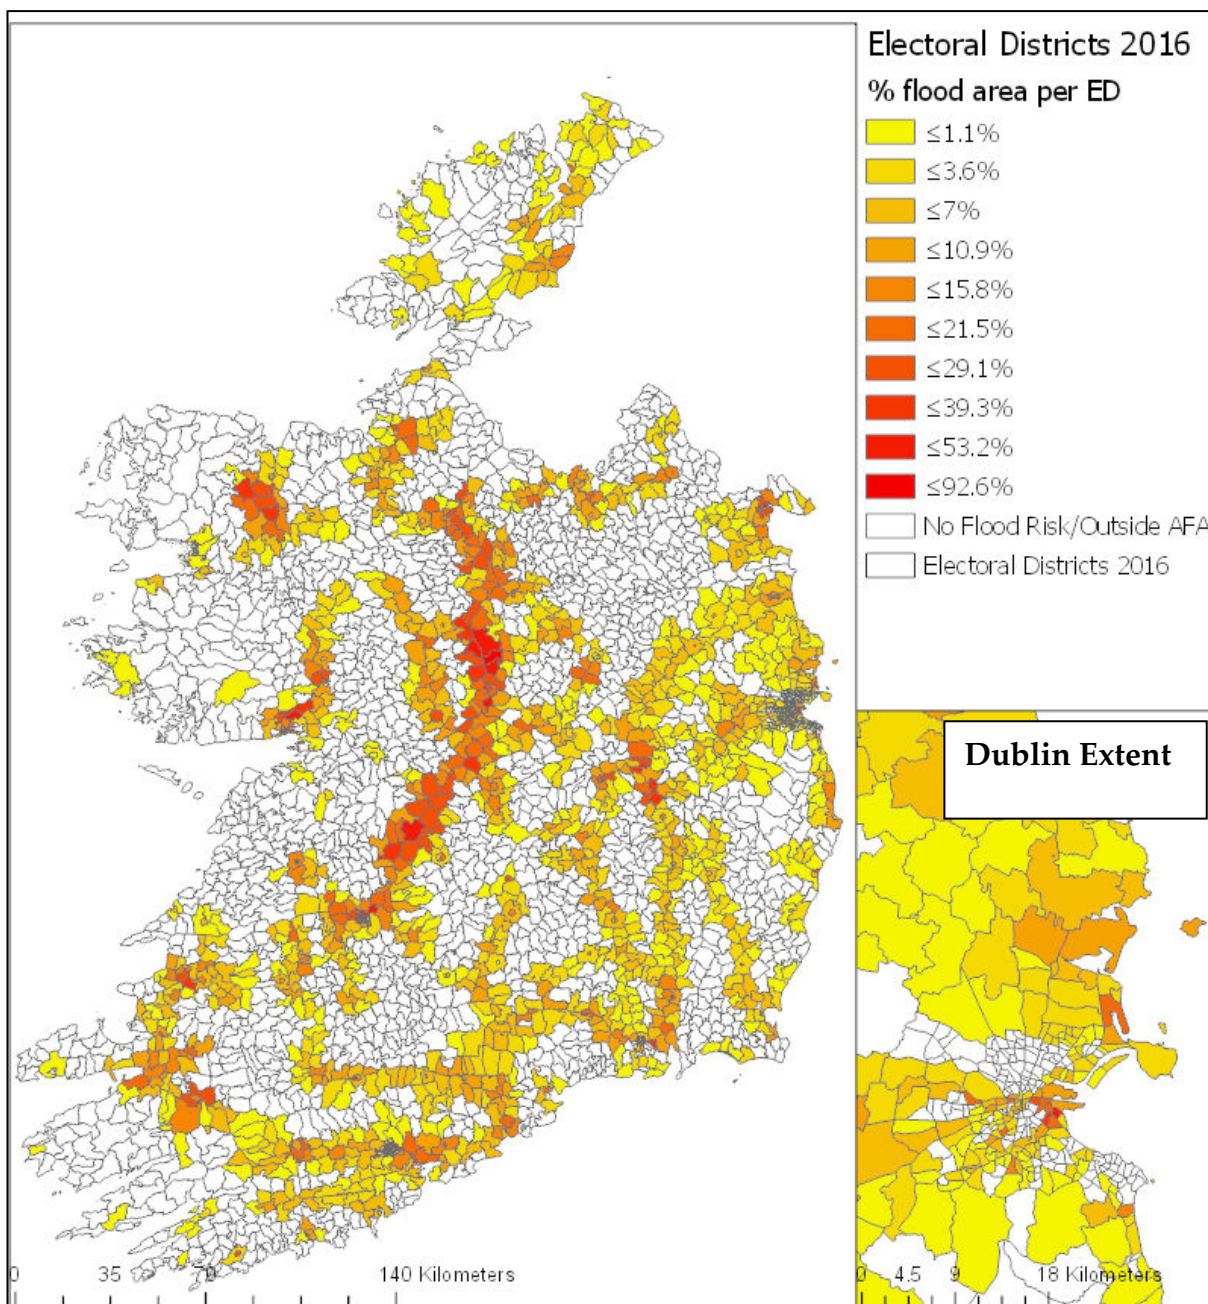 Electoral Districts 2016
% flood area per ED
≤1.1%
≤3.6%
≤7%
≤10.9%
≤15.8%
≤21.5%
≤29.1%
≤39.3%
≤53.2%
≤92.6%
No Flood Risk/Outside AFA
Electoral Districts 2016
Dublin Extent
0 35 70 140 Kilometers
0 4.5 9 18 Kilometers